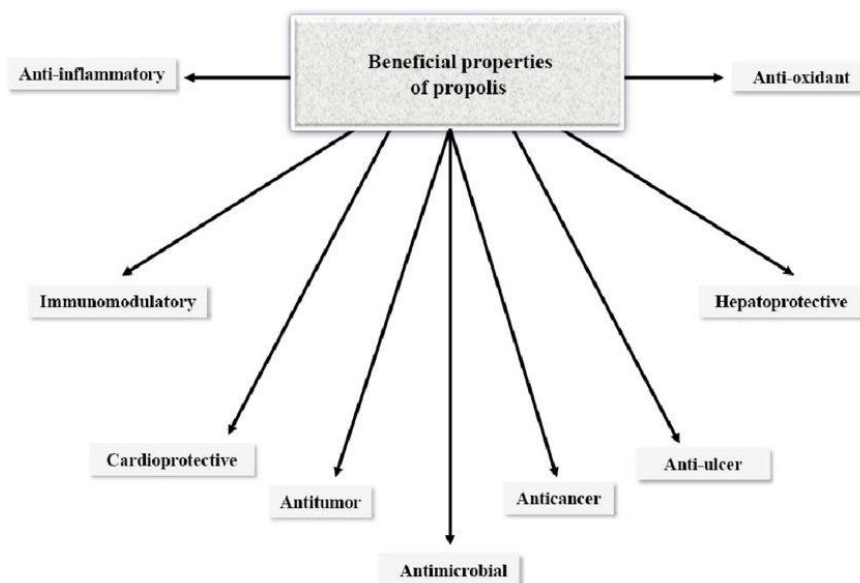 Beneficial properties
of propolis
Anti-inflammatory
Anti-oxidant
Immunomodulatory
Hepatoprotective
Cardioprotective
Anti-ulcer
Antitumor
Anticancer
Antimicrobial